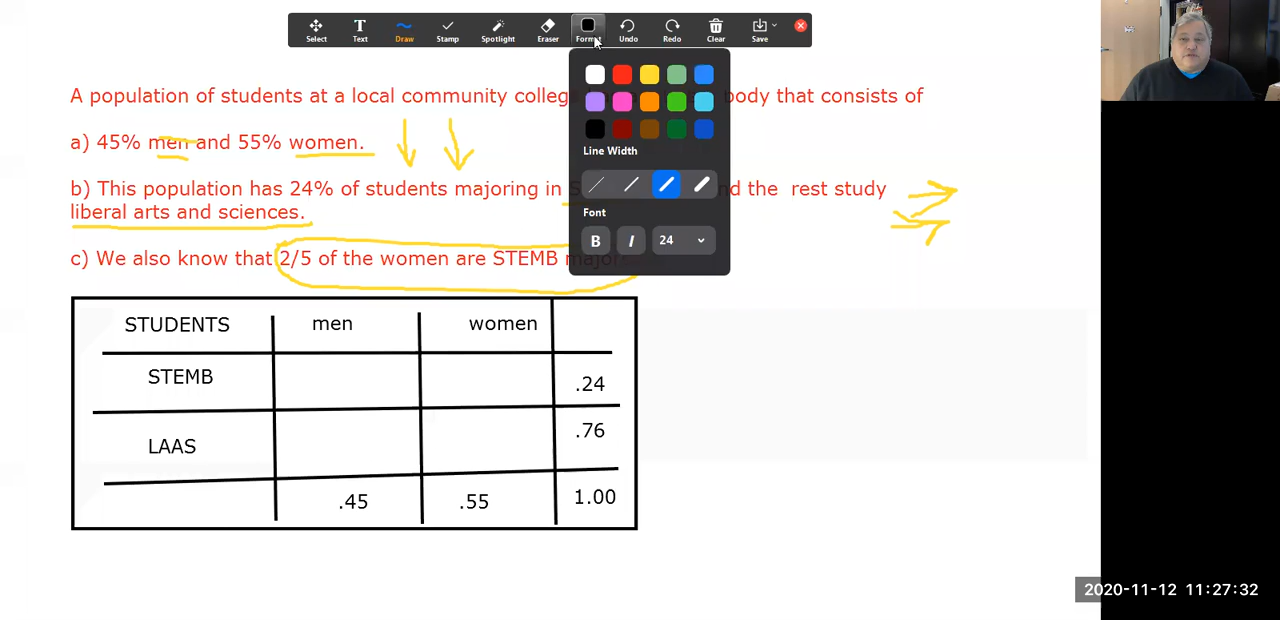 Select Text Draw Stamp Spotlight Eraser Format Undo Redo Clear Save
A population of students at a local community colleg body that consists of
a) 45% men and 55% women.
b) This population has 24% of students majoring in S nd the rest study
liberal arts and sciences.
c) We also know that 2/5 of the women are STEMB major
Line Width
Font
B I 24
STUDENTS men women
STEMB .24
LAAS .76
.45 .55 1.00
2020-11-12 11:27:32